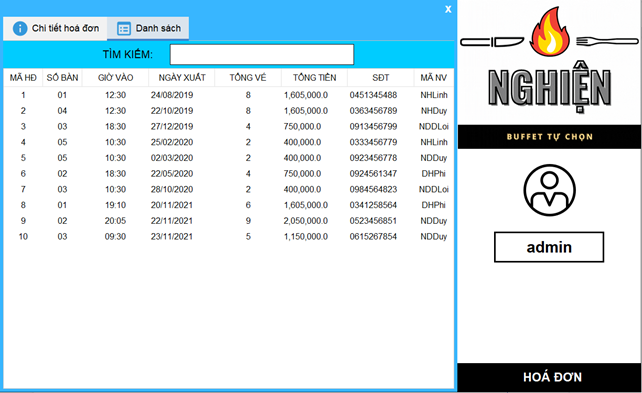 x
Chi tiết hoá đơn Danh sách
TÌM KIẾM:
MÃ HĐ SỐ BÀN GIỜ VÀO NGÀY XUẤT TỔNG VÉ TỔNG TIỀN SĐT MÃ NV
1 01 12:30 24/08/2019 8 1,605,000.0 0451345488 NHLinh
2 04 12:30 22/10/2019 8 1,605,000.0 0363456789 NHDuy
3 03 18:30 27/12/2019 4 750,000.0 0913456799 NDDLoi
4 05 10:30 25/02/2020 2 400,000.0 0333456779 NHLinh
5 05 10:30 02/03/2020 2 400,000.0 0923456778 NDDuy
6 02 18:30 22/05/2020 4 750,000.0 0924561347 DHPhi
7 03 10:30 28/10/2020 2 400,000.0 0984564823 NDDLoi
8 01 19:10 20/11/2021 6 1,605,000.0 0341258564 DHPhi
9 02 20:05 22/11/2021 9 2,050,000.0 0523456851 NDDuy
10 03 09:30 23/11/2021 5 1,150,000.0 0615267854 NDDuy
NGHIỆN
BUFFET TỰ CHỌN
admin
HOÁ ĐƠN